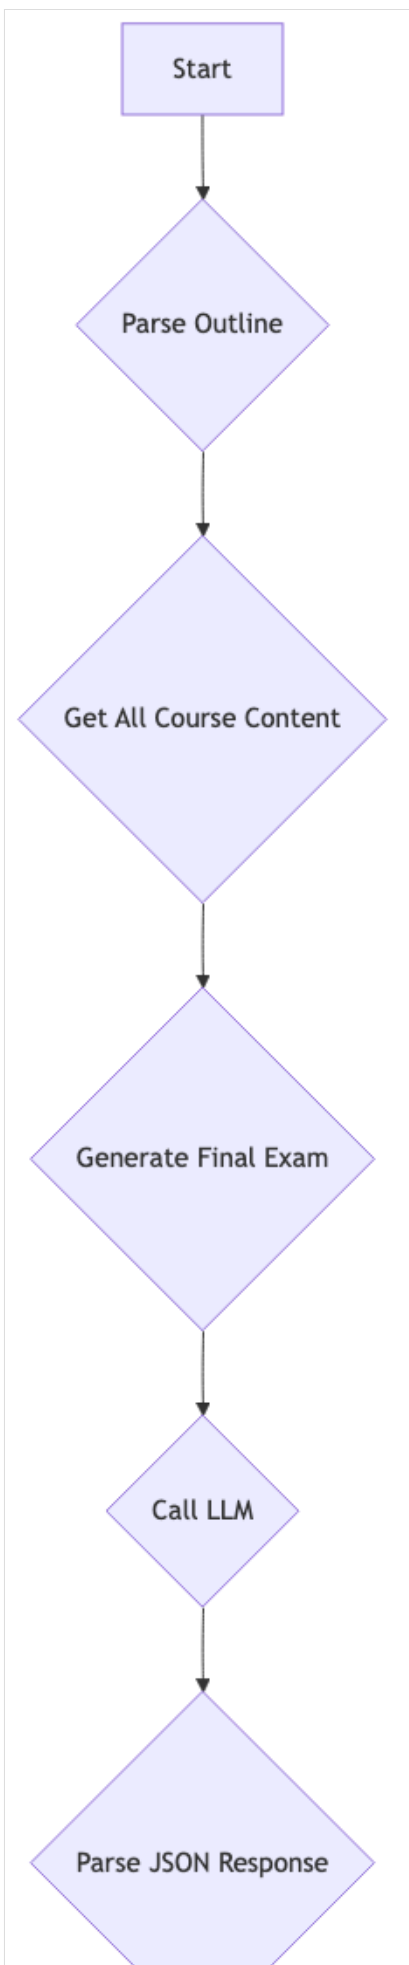 Start
Parse Outline
Get All Course Content
Generate Final Exam
Call LLM
Parse JSON Response